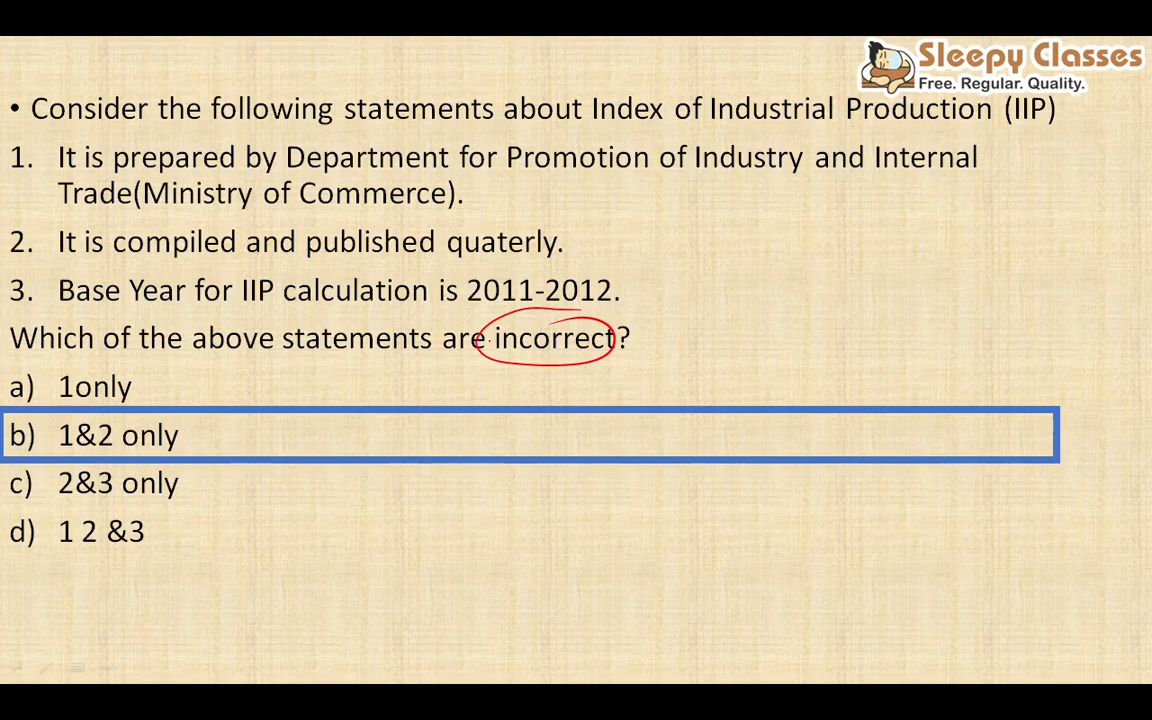 Sleepy Classes
Free. Regular. Quality.
• Consider the following statements about Index of Industrial Production (IIP)
1. It is prepared by Department for Promotion of Industry and Internal
Trade(Ministry of Commerce).
2. It is compiled and published quaterly.
3. Base Year for IIP calculation is 2011-2012.
Which of the above statements are incorrect?
a) 1only
b) 1&2 only
c) 2&3 only
d) 1 2 &3